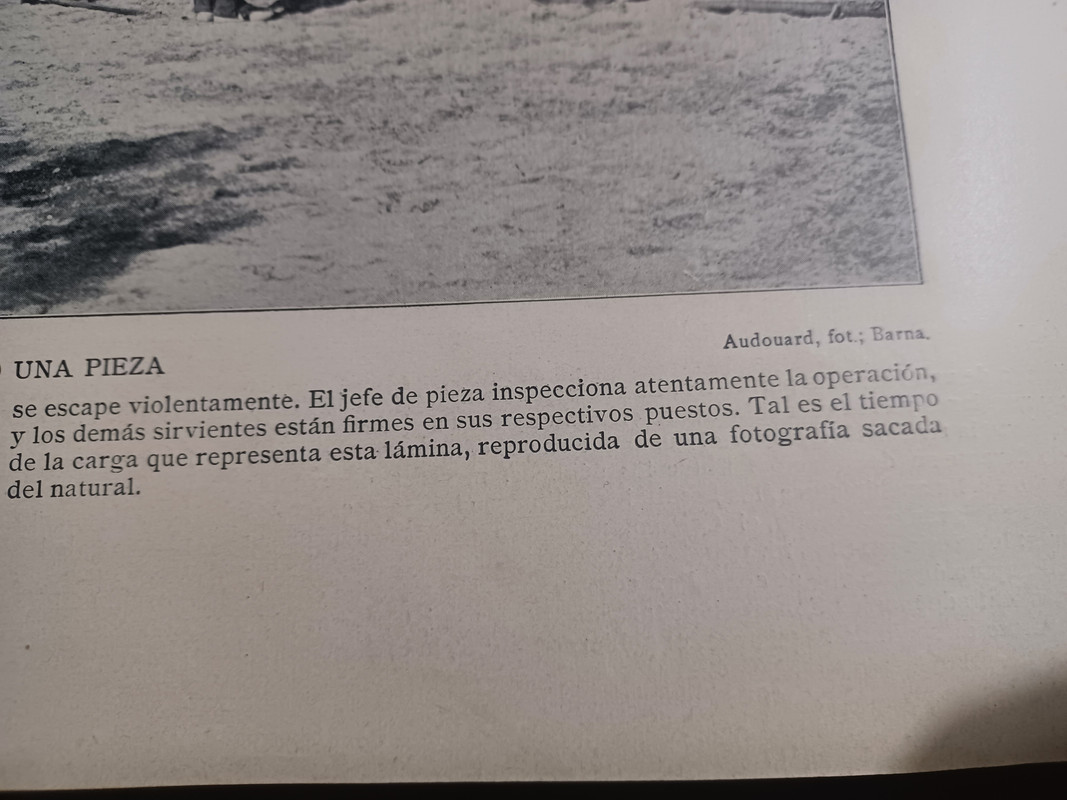 Audouard, fot.; Barna.
UNA PIEZA
se escape violentamente. El jefe de pieza inspecciona atentamente la operación,
y los demás sirvientes están firmes en sus respectivos puestos. Tal es el tiempo
de la carga que representa esta lámina, reproducida de una fotografía sacada
del natural.